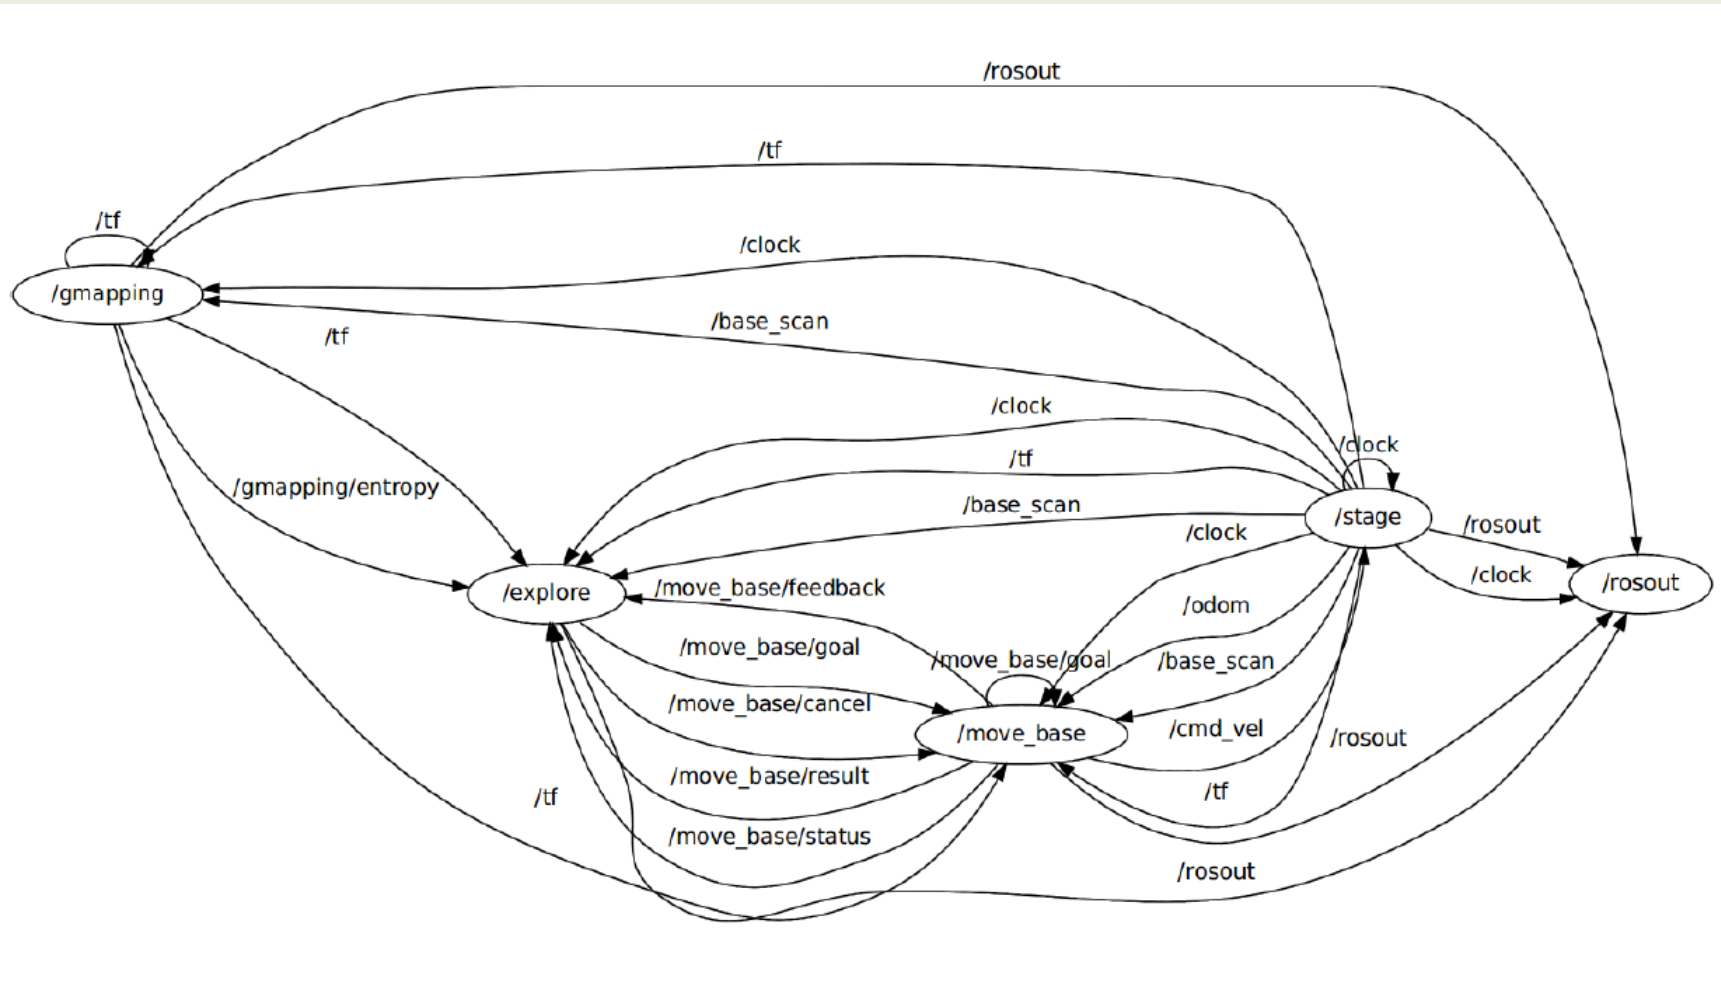 /rosout
/tf
/tf
/clock
/gmapping
/base_scan
/tf
/clock
/clock
/tf
/gmapping/entropy
/base_scan
/stage
/rosout
/clock
/clock
/rosout
/explore
/move_base/feedback
/odom
/move_base/goal
/move_base/goal
/base_scan
/move_base/cancel
/cmd_vel
/move_base
/rosout
/move_base/result
/tf
/tf
/move_base/status
/rosout